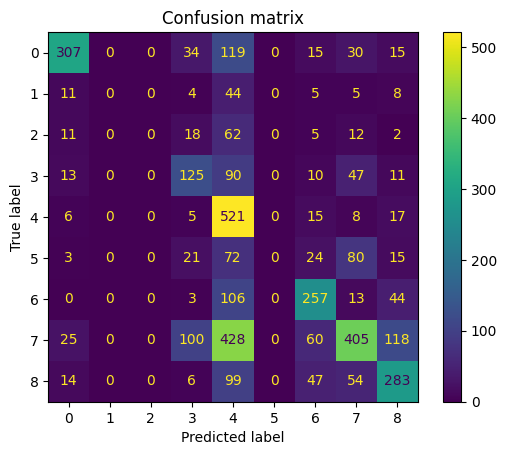 Confusion matrix
0 307 0 0 34 119 0 15 30 15
1 11 0 0 4 44 0 5 5 8
2 11 0 0 18 62 0 5 12 2
3 13 0 0 125 90 0 10 47 11
4 6 0 0 5 521 0 15 8 17
5 3 0 0 21 72 0 24 80 15
6 0 0 0 3 106 0 257 13 44
7 25 0 0 100 428 0 60 405 118
8 14 0 0 6 99 0 47 54 283
0 1 2 3 4 5 6 7 8
Predicted label
True label
500
400
300
200
100
0